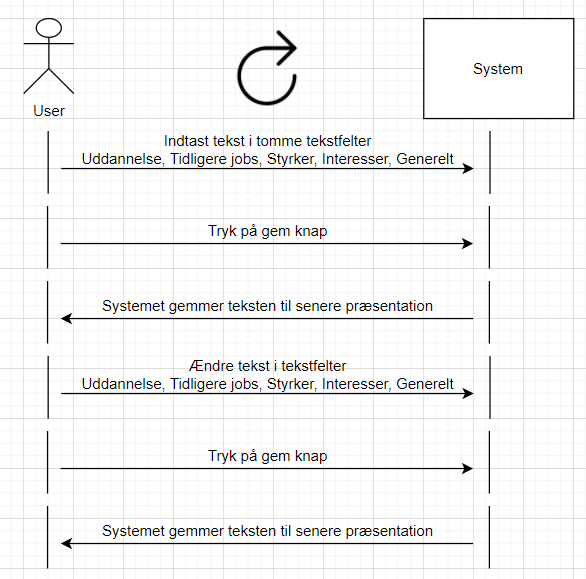 User
System
Indtast tekst i tomme tekstfelter
Uddannelse, Tidligere jobs, Styrker, Interesser, Generelt
Tryk på gem knap
Systemet gemmer teksten til senere præsentation
Ændre tekst i tekstfelter
Uddannelse, Tidligere jobs, Styrker, Interesser, Generelt
Tryk på gem knap
Systemet gemmer teksten til senere præsentation